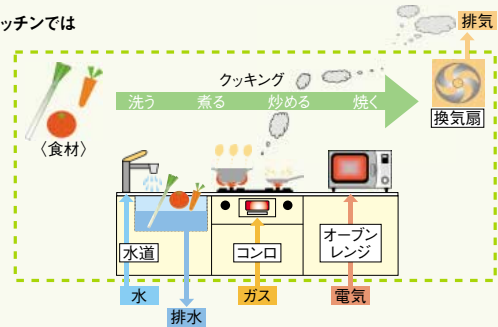 ッチンでは
排気
クッキング
洗う 煮る 炒める 焼く
換気扇
〈食材〉
水道
コンロ
オーブン
レンジ
水
ガス
電気
排水